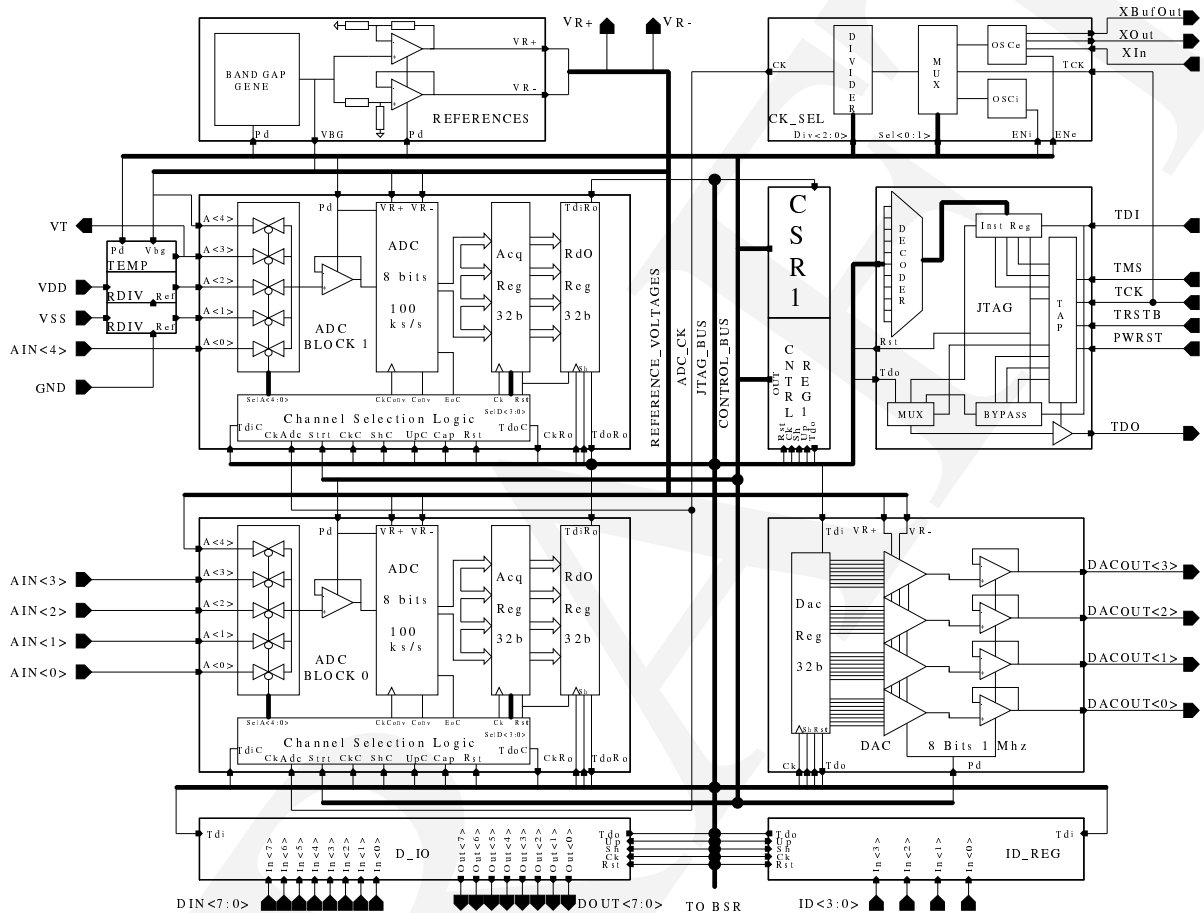 VR+ VR-
XBufOut
XOut
XIn
BAND GAP
GENE
VR+
VR-
REFERENCES
Pd VBG Pd
CK
DIVIDER
MUX
OSCe
OSCi
TCK
CK_SEL
Div<2:0> Sel<0:1> ENi ENe
VT
VDD
VSS
AIN<4>
GND
Pd Vbg
TEMP
RDIV Ref
RDIV Ref
A<4>
A<3>
A<2>
A<1>
A<0>
Pd
VR+ VR-
ADC
8 bits
100
ks/s
ADC
BLOCK 1
Acq
Reg
32b
TdiRo
RdO
Reg
32b
Sh
SelA<4:0> CkConv Conv EoC Ck Rst
SelD<3:0>
Channel Selection Logic
TdiC TdoC
CkAdc Strt CkC ShC UpC Cap Rst CkRo TdoRo
REFERENCE_VOLTAGES
ADC_CK
JTAG_BUS
CONTROL_BUS
CSR1
CNTRL
REG1
OUT
Rst
Ck
Sh
Up
Tdo
DECODER
Inst Reg
JTAG
TAP
Rst
Tdo
MUX
BYPASS
TDI
TMS
TCK
TRSTB
PWRST
TDO
AIN<3>
AIN<2>
AIN<1>
AIN<0>
A<4>
A<3>
A<2>
A<1>
A<0>
Pd
VR+ VR-
ADC
8 bits
100
ks/s
ADC
BLOCK 0
Acq
Reg
32b
TdiRo
RdO
Reg
32b
Sh
SelA<4:0> CkConv Conv EoC Ck Rst
SelD<3:0>
Channel Selection Logic
TdiC TdoC
CkAdc Strt CkC ShC UpC Cap Rst CkRo TdoRo
Tdi VR+ VR-
Dac
Reg
32b
Sh Rst
DAC 8 Bits 1 Mhz
Ck Tdo Pd
DACOUT<3>
DACOUT<2>
DACOUT<1>
DACOUT<0>
Tdi
In<7>
In<6>
In<5>
In<4>
In<3>
In<2>
In<1>
In<0>
D_IO
Out<7>
Out<6>
Out<5>
Out<4>
Out<3>
Out<2>
Out<1>
Out<0>
Tdo
Up
Sh
Ck
Rst
Tdo
Up
Sh
Ck
Rst
In<3>
In<2>
In<1>
In<0>
ID_REG
Tdi
DIN<7:0> DOUT<7:0> TO BSR ID<3:0>